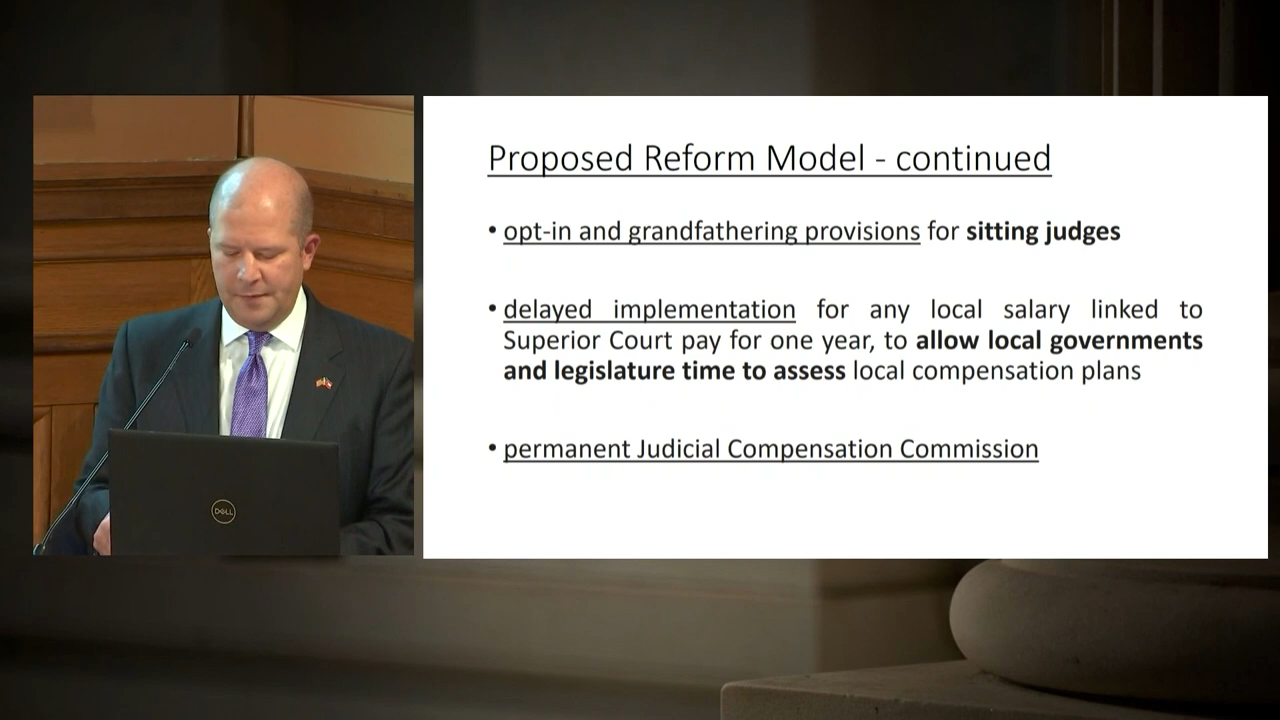 Proposed Reform Model - continued
• opt-in and grandfathering provisions for sitting judges
• delayed implementation for any local salary linked to
Superior Court pay for one year, to allow local governments
and legislature time to assess local compensation plans
• permanent Judicial Compensation Commission
DELL